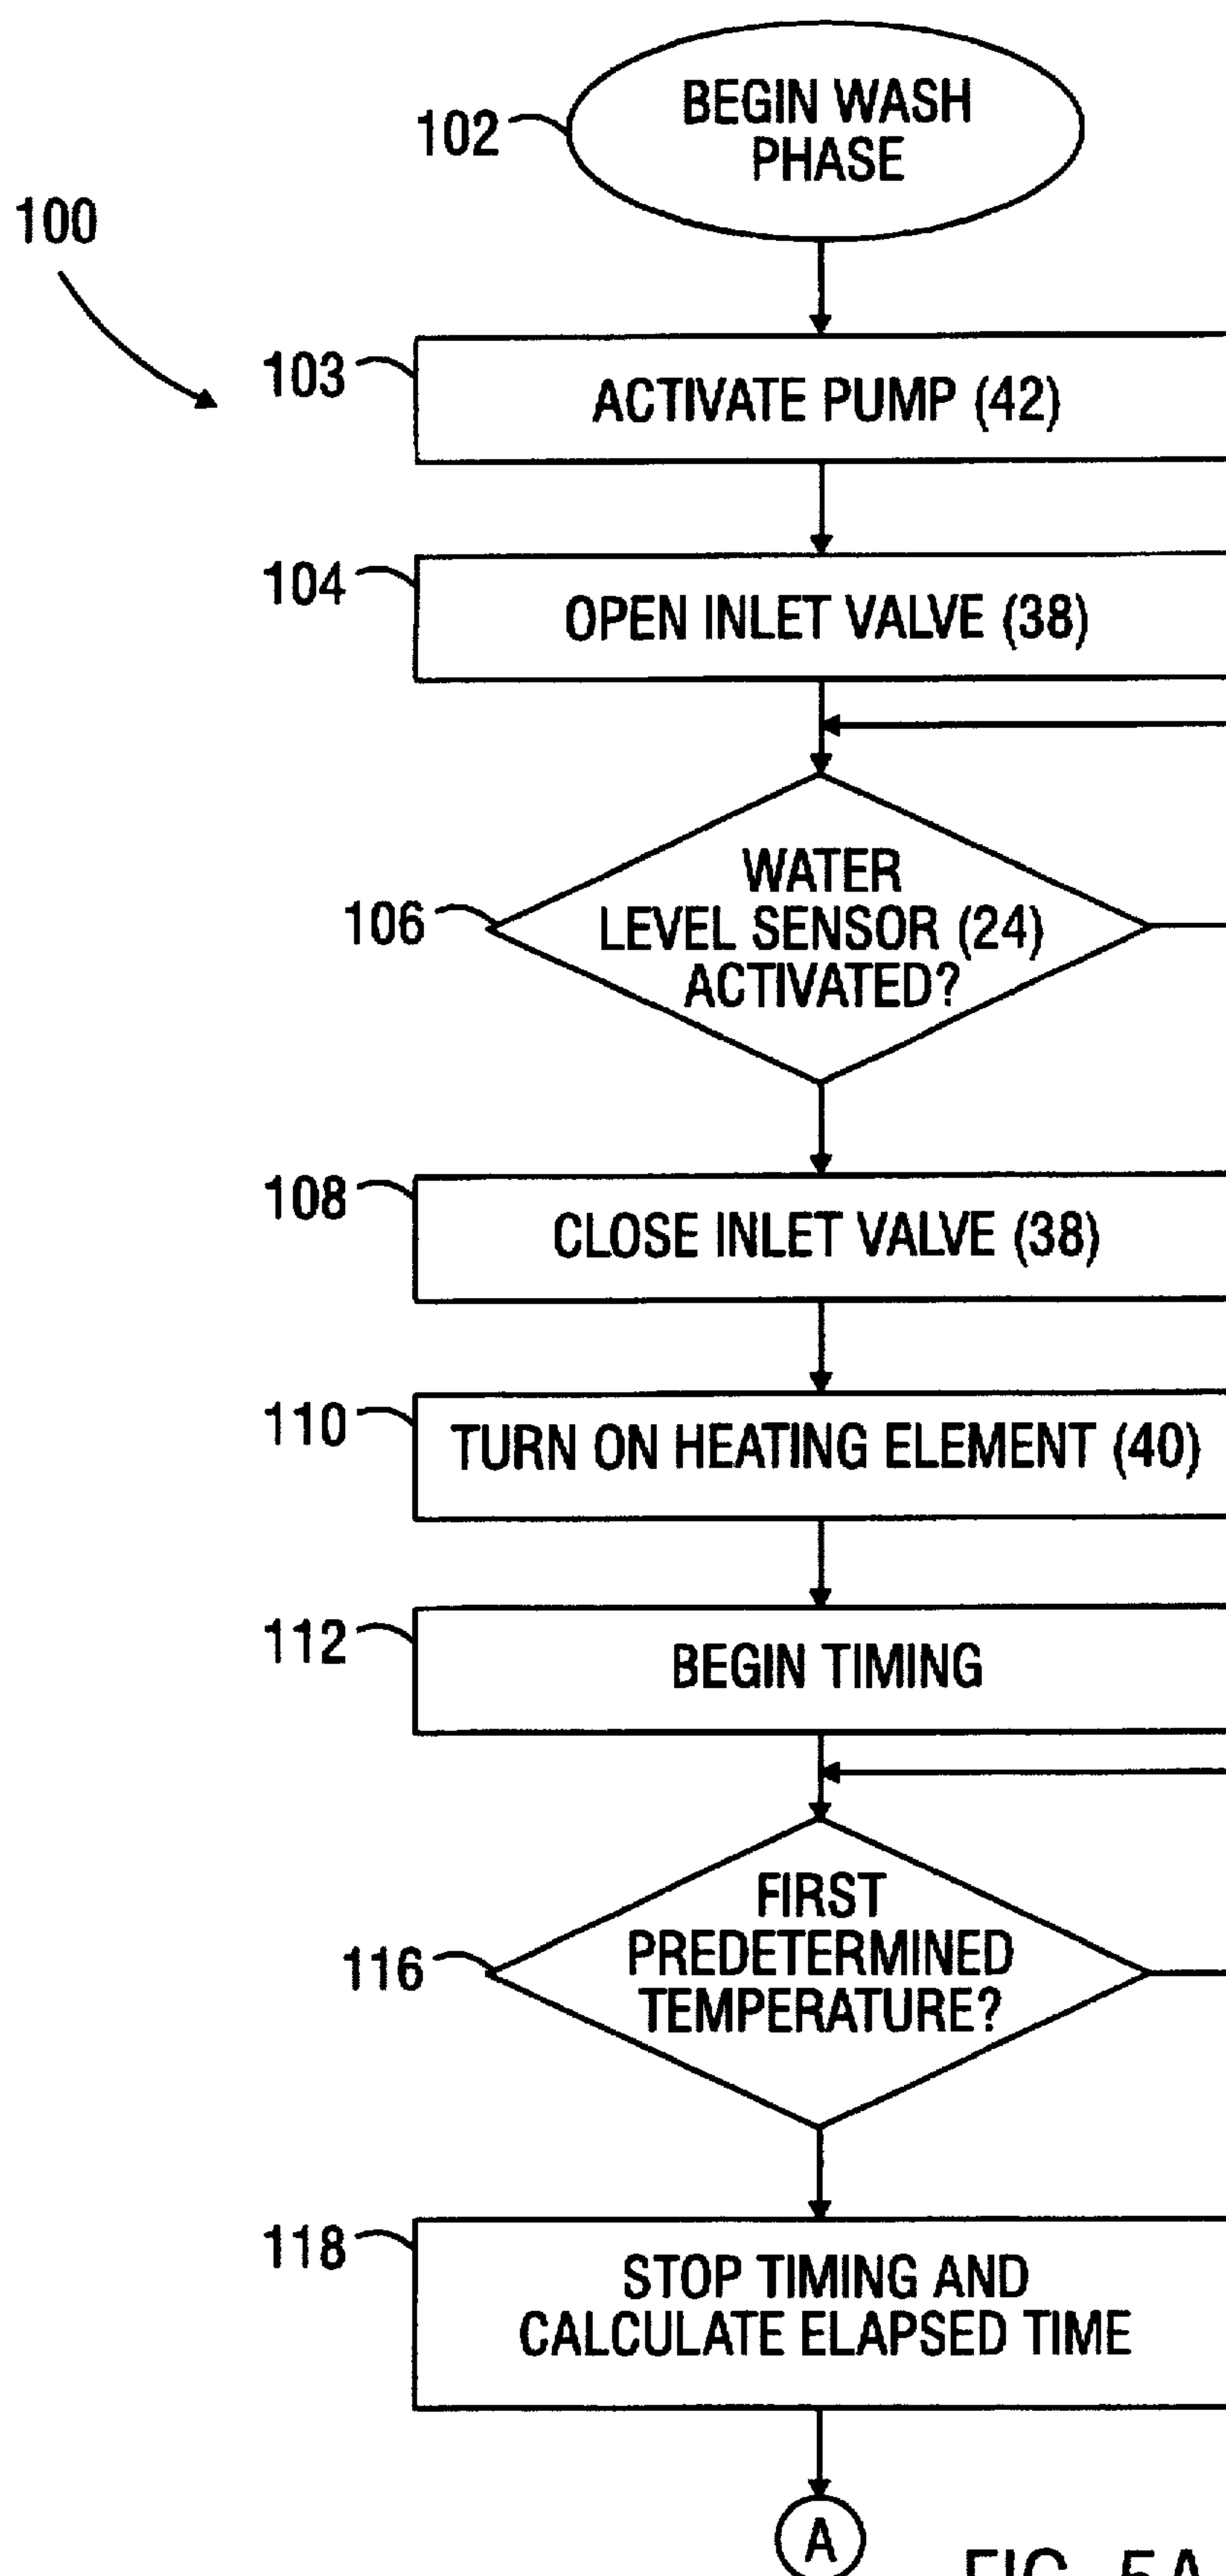 BEGIN WASH
PHASE
102
100
103
ACTIVATE PUMP (42)
104
OPEN INLET VALVE (38)
106
WATER
LEVEL SENSOR (24)
ACTIVATED?
108
CLOSE INLET VALVE (38)
110
TURN ON HEATING ELEMENT (40)
112
BEGIN TIMING
116
FIRST
PREDETERMINED
TEMPERATURE?
118
STOP TIMING AND
CALCULATE ELAPSED TIME
A
FIG. 5A